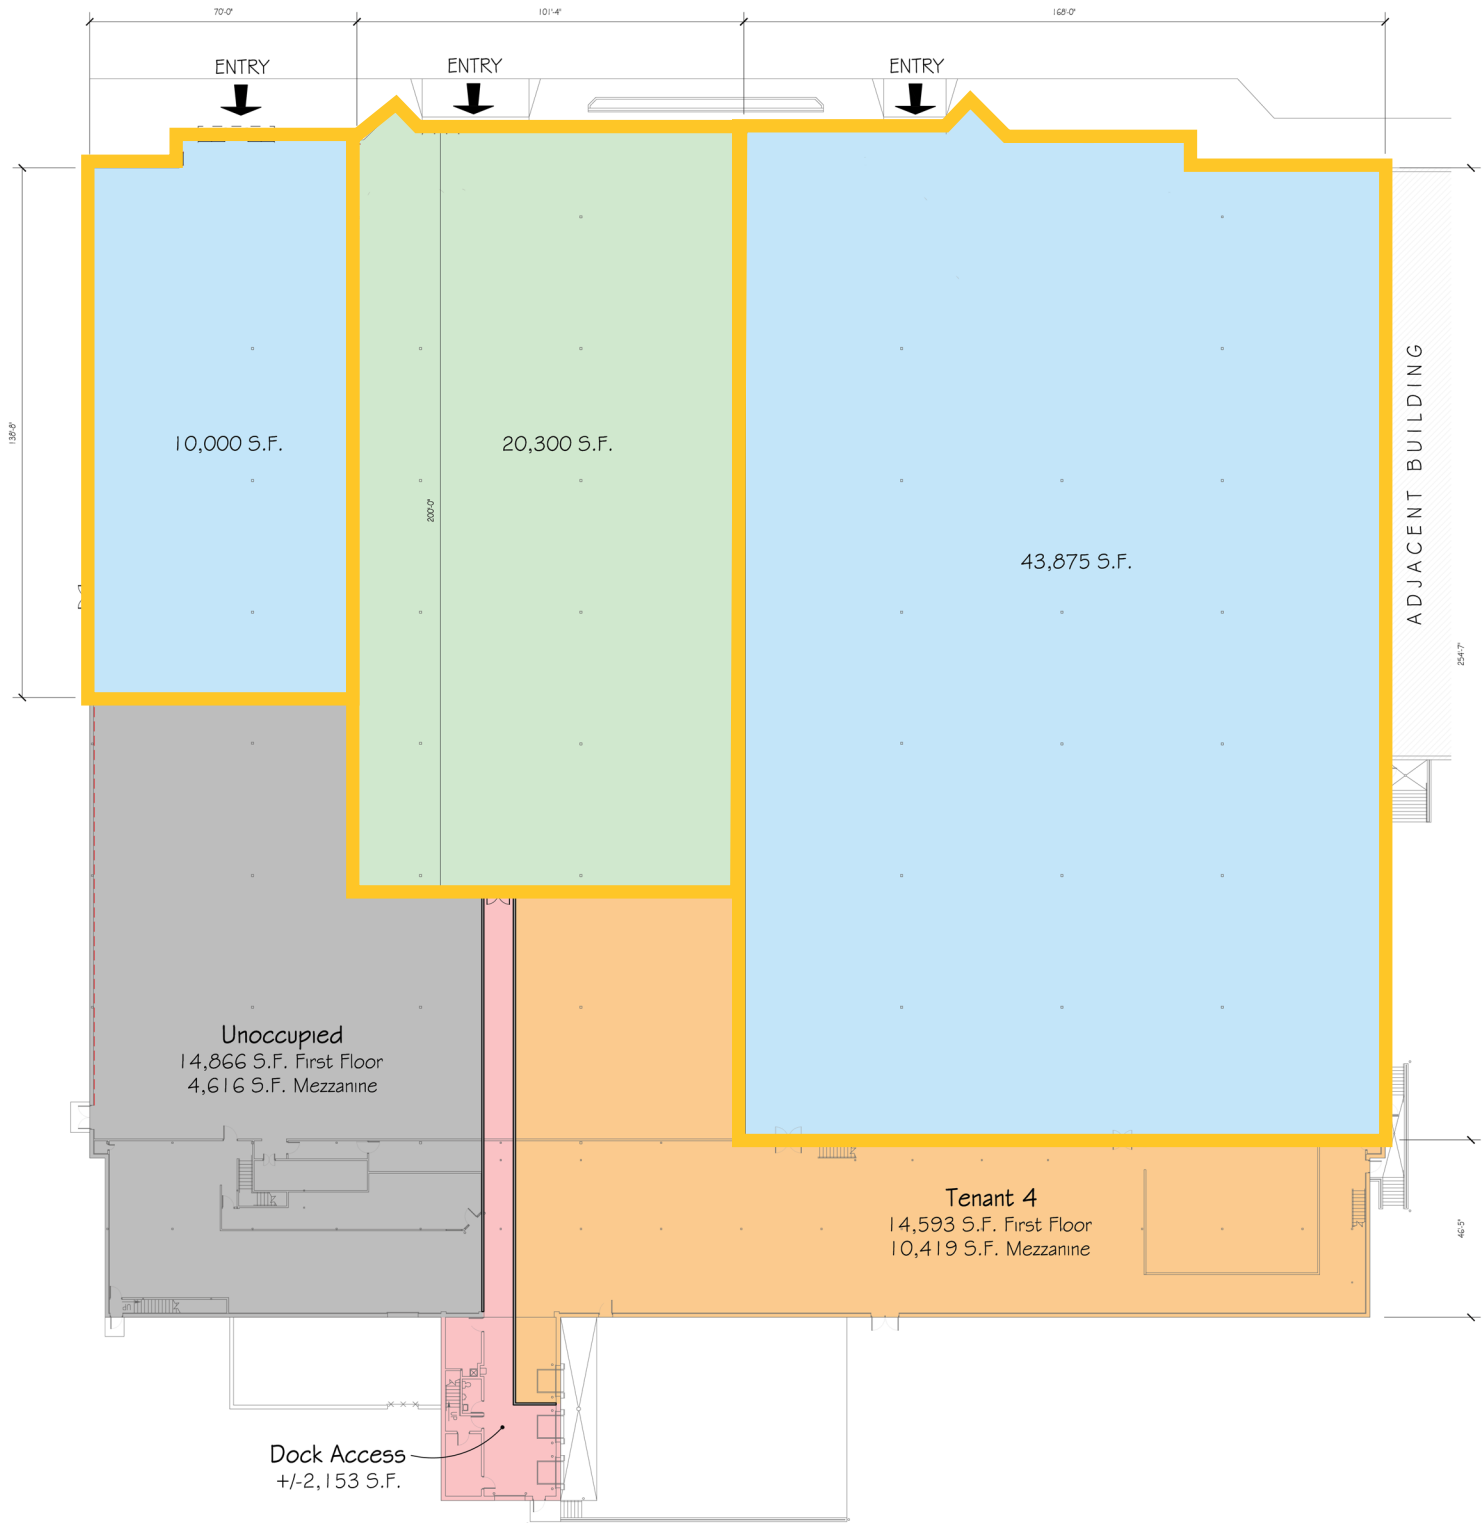 70'-0"
101'-4"
168'-0"
ENTRY
ENTRY
ENTRY
138'-8"
10,000 S.F.
20,300 S.F.
200'-0"
43,875 S.F.
ADJACENT BUILDING
254'-7"
Unoccupied
14,866 S.F. First Floor
4,616 S.F. Mezzanine
Tenant 4
14,593 S.F. First Floor
10,419 S.F. Mezzanine
46'-5"
UP
UP
Dock Access
+/-2,153 S.F.